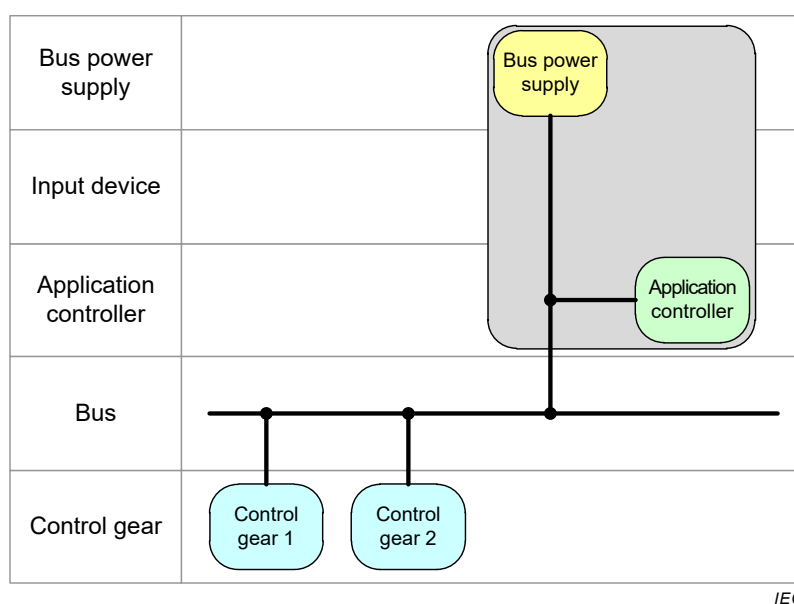 Bus power
supply
Bus power
supply
Input device
Application
controller
Application
controller
Bus
Control gear
Control
gear 1
Control
gear 2